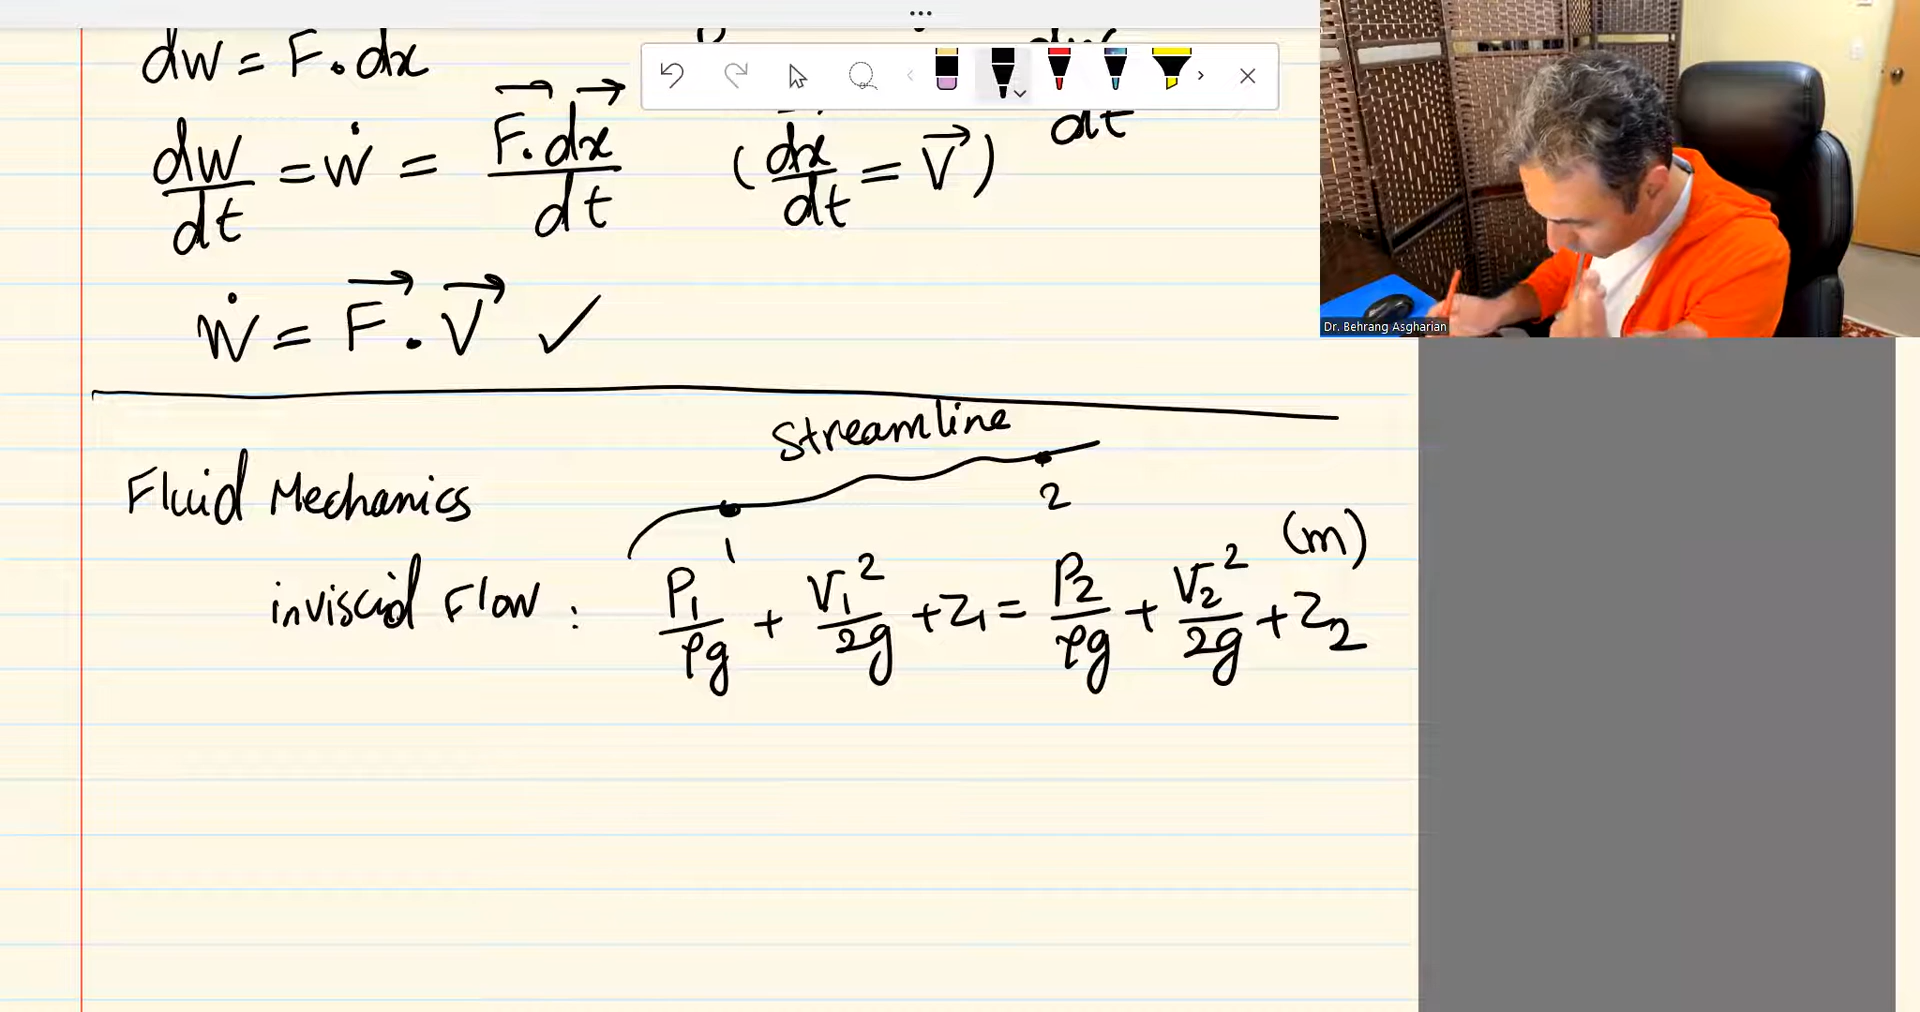 dw = F . dx
dw/dt = ẇ = F⃗ . dx⃗ / dt (dx⃗/dt = V⃗)
dt
ẇ = F⃗ . V⃗ ✓
Streamline
Fluid Mechanics
1 2
(m)
inviscid Flow : P₁/ρg + V₁²/2g + Z₁ = P₂/ρg + V₂²/2g + Z₂
Dr. Behrang Asgharian